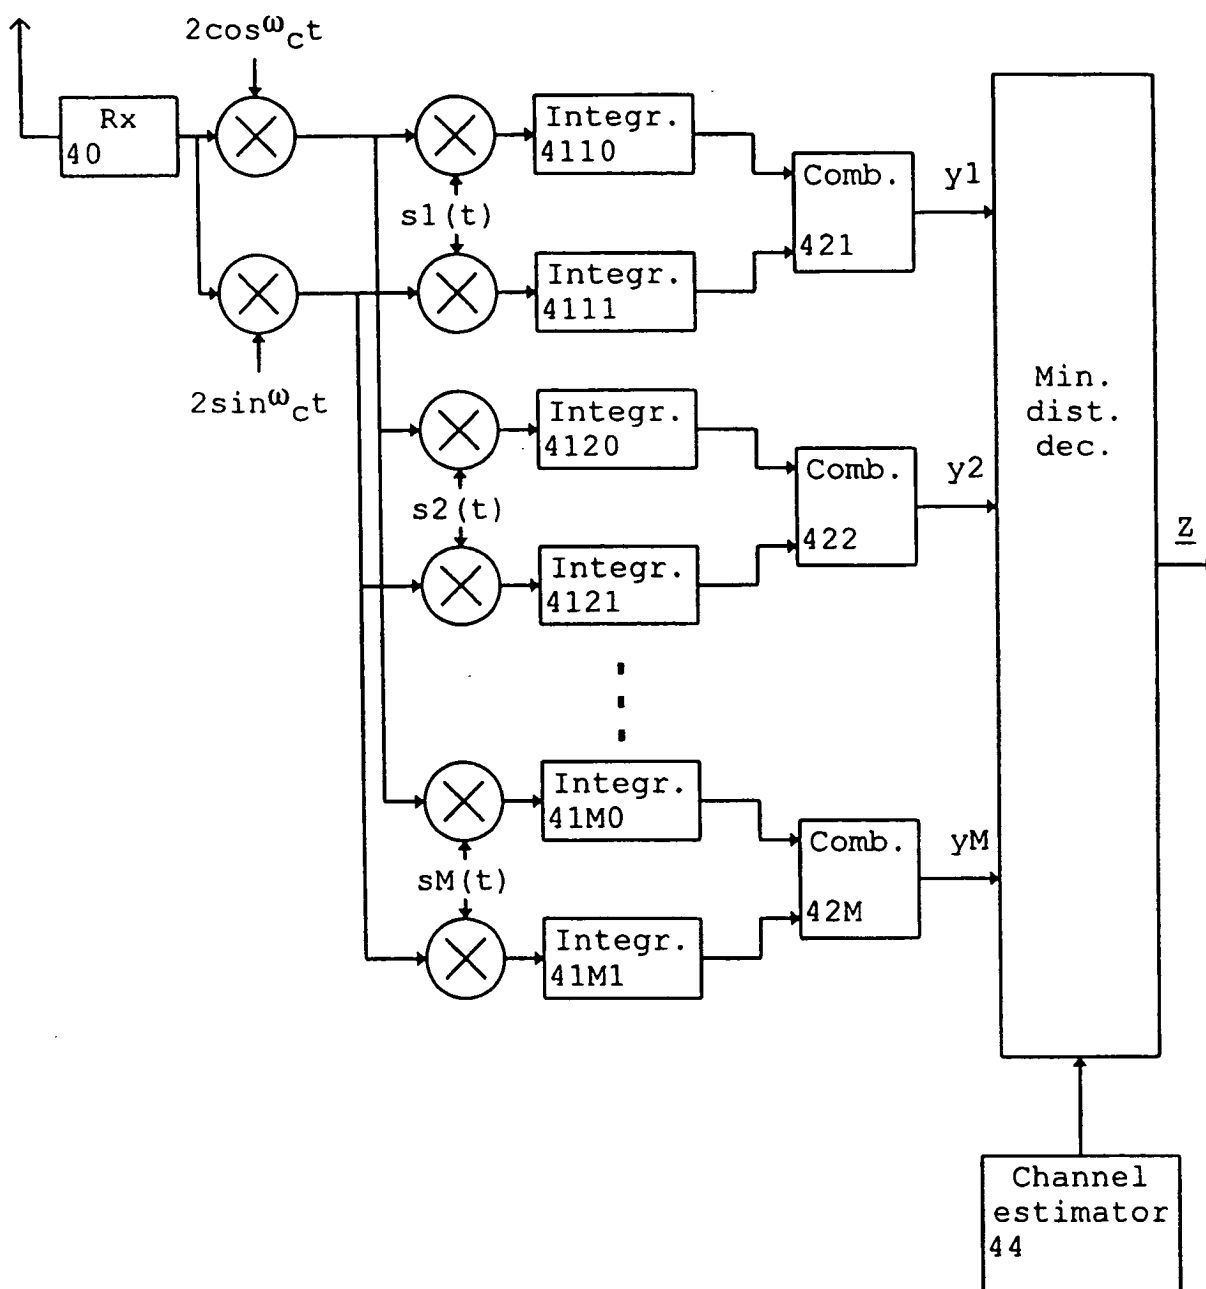 2cosωct
Rx
40
Integr.
4110
Comb.
421
y1
s1(t)
Integr.
4111
2sinωct
Min.
dist.
dec.
Integr.
4120
Comb.
422
y2
s2(t)
Integr.
4121
Z
Integr.
41M0
Comb.
42M
yM
sM(t)
Integr.
41M1
Channel
estimator
44